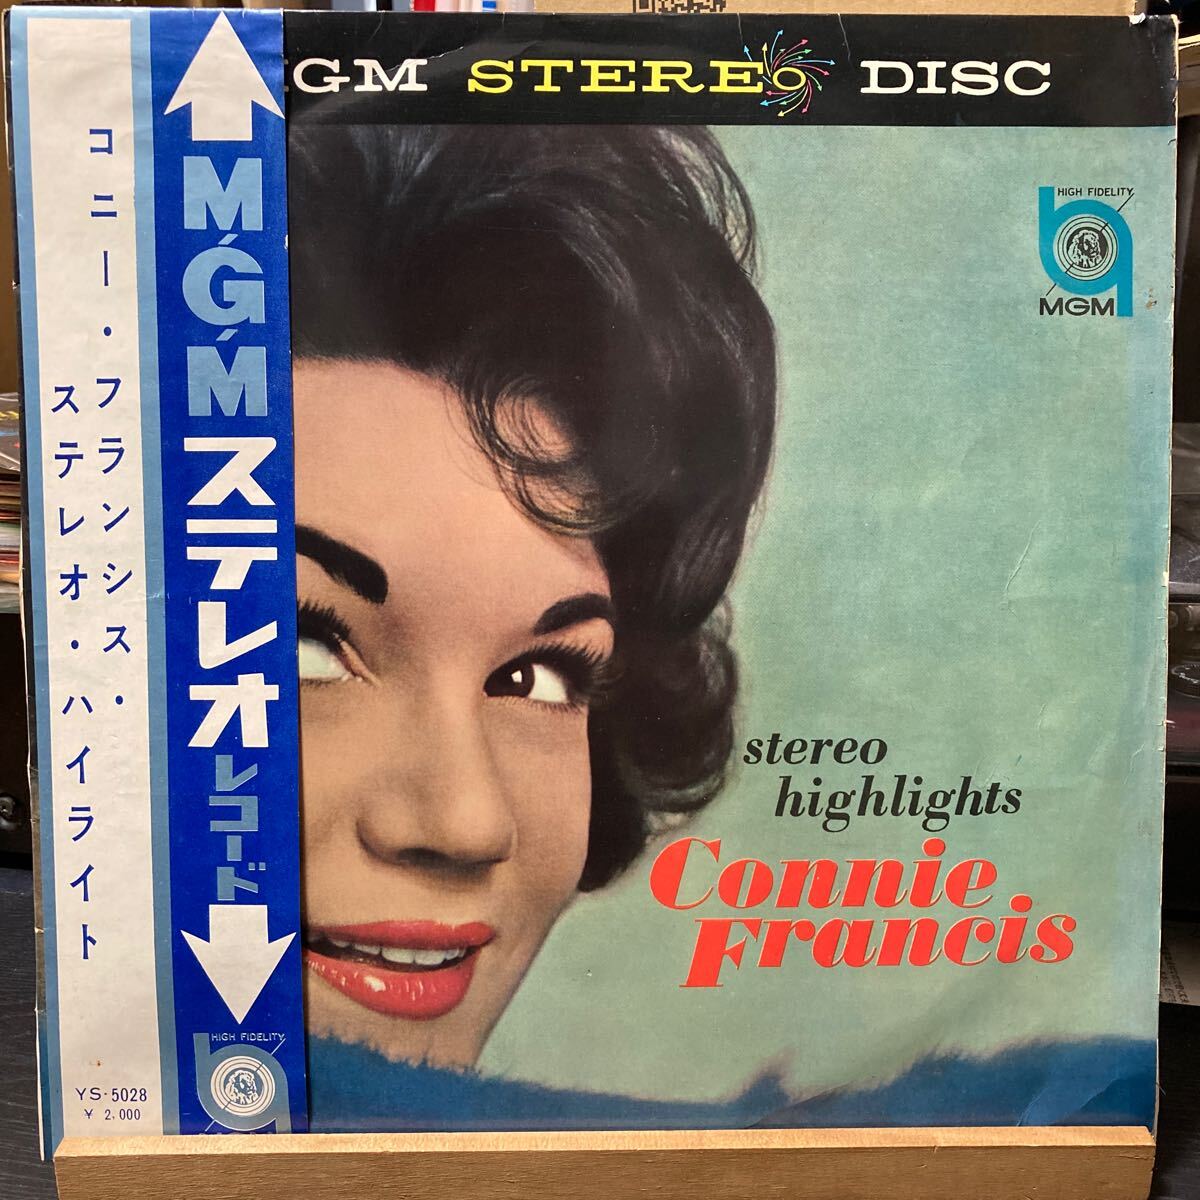 MGM STEREO DISC
HIGH FIDELITY
MGM
stereo
highlights
Connie
Francis
コニー・フランシス・
ステレオ・ハイライト
YS-5028
¥ 2,000
M·G·M ステレオレコード
HIGH FIDELITY